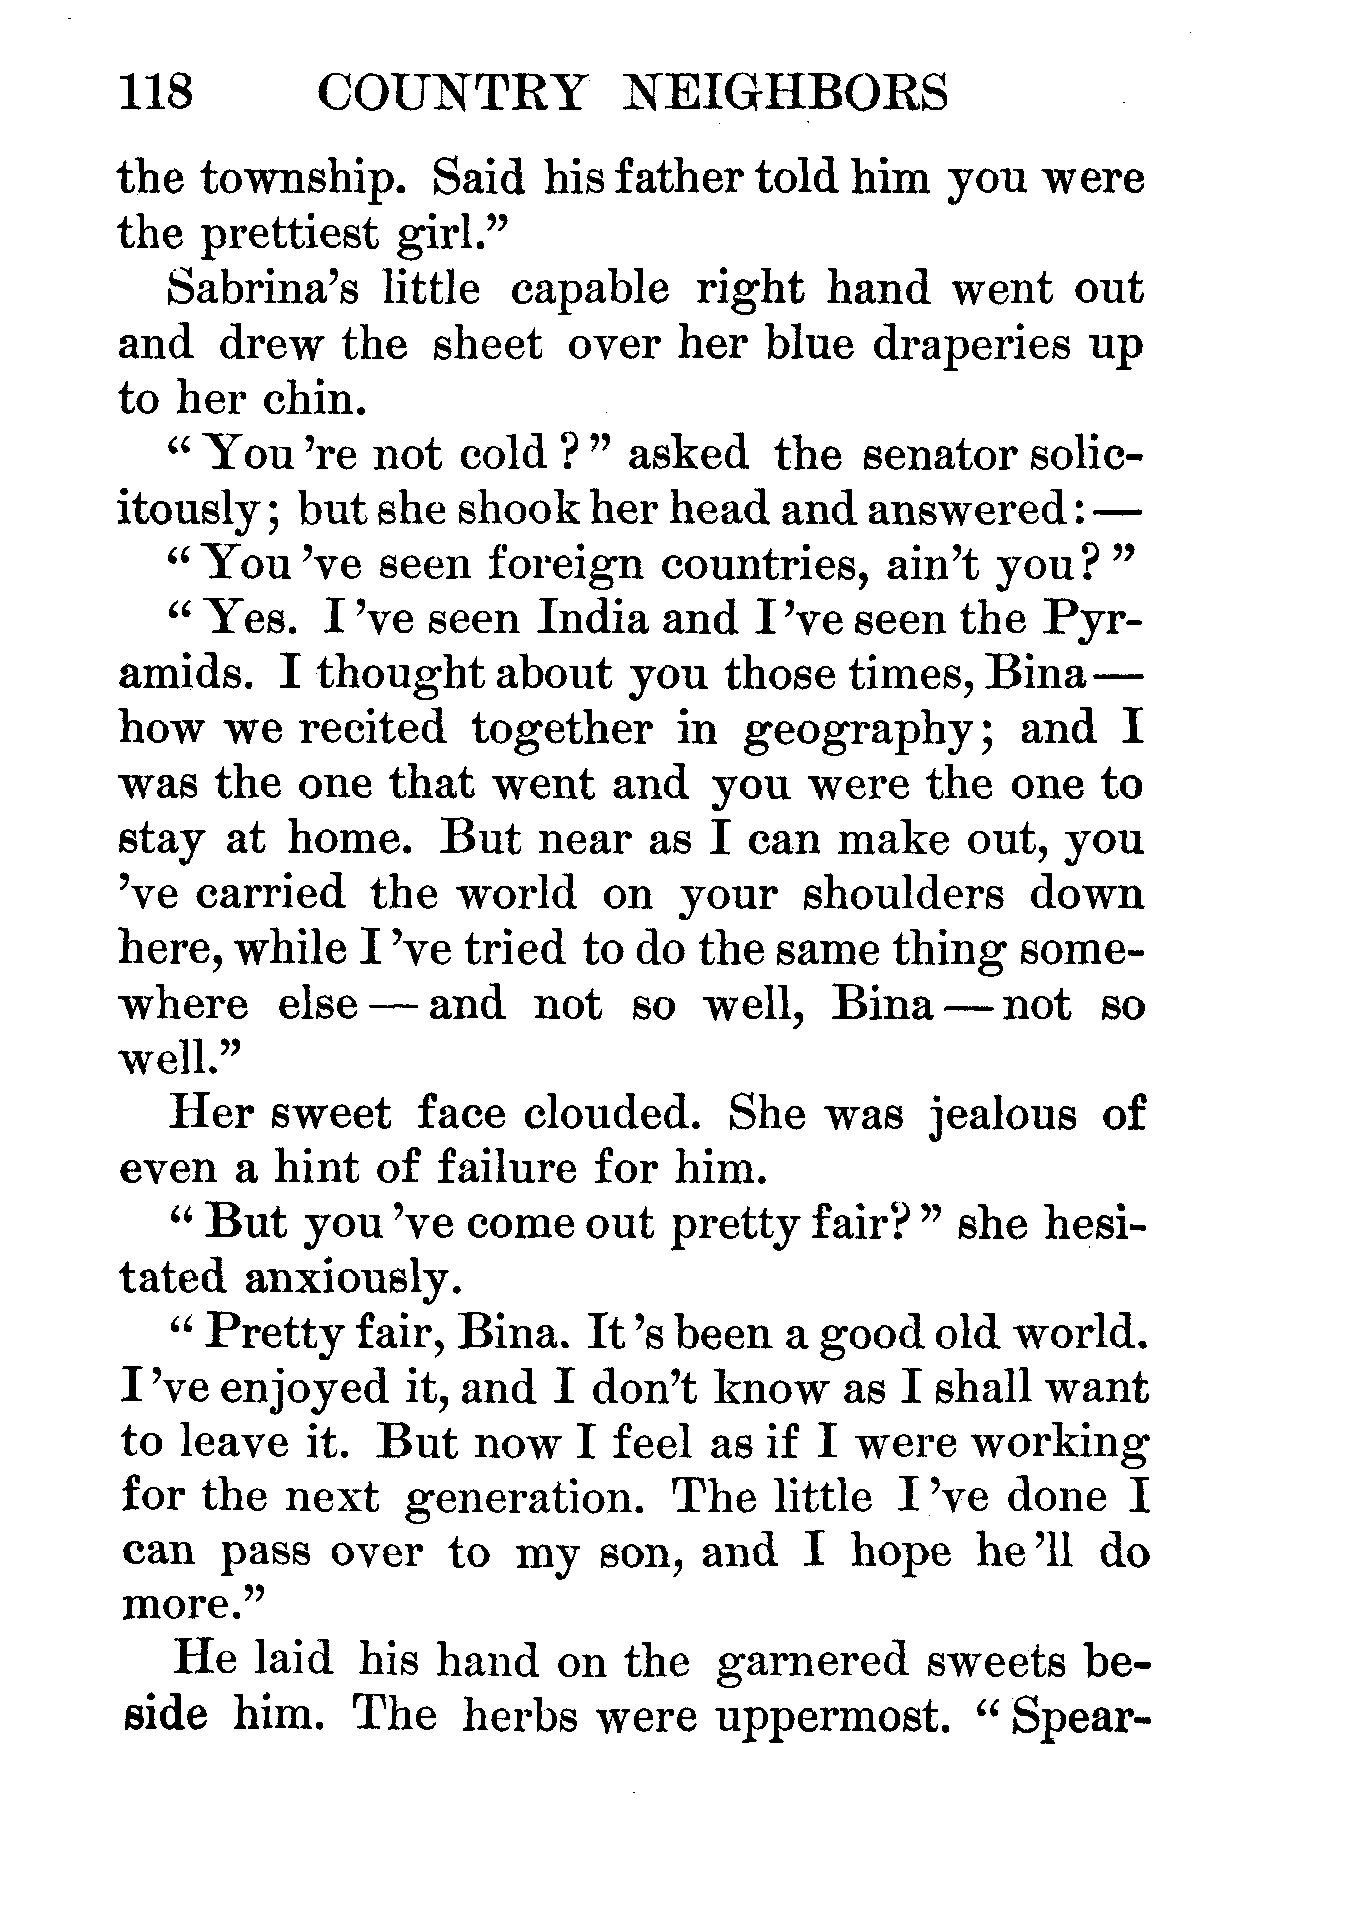 118 COUNTRY NEIGHBORS
the township. Said his father told him you were
the prettiest girl.”
Sabrina’s little capable right hand went out
and drew the sheet over her blue draperies up
to her chin.
“ You ’re not cold ? ” asked the senator solic-
itously; but she shook her head and answered: —
“ You ’ve seen foreign countries, ain’t you? ”
“ Yes. I ’ve seen India and I ’ve seen the Pyr-
amids. I thought about you those times, Bina —
how we recited together in geography; and I
was the one that went and you were the one to
stay at home. But near as I can make out, you
’ve carried the world on your shoulders down
here, while I ’ve tried to do the same thing some-
where else — and not so well, Bina — not so
well.”
Her sweet face clouded. She was jealous of
even a hint of failure for him.
“ But you ’ve come out pretty fair? ” she hesi-
tated anxiously.
“ Pretty fair, Bina. It ’s been a good old world.
I ’ve enjoyed it, and I don’t know as I shall want
to leave it. But now I feel as if I were working
for the next generation. The little I ’ve done I
can pass over to my son, and I hope he ’ll do
more.”
He laid his hand on the garnered sweets be-
side him. The herbs were uppermost. “ Spear-